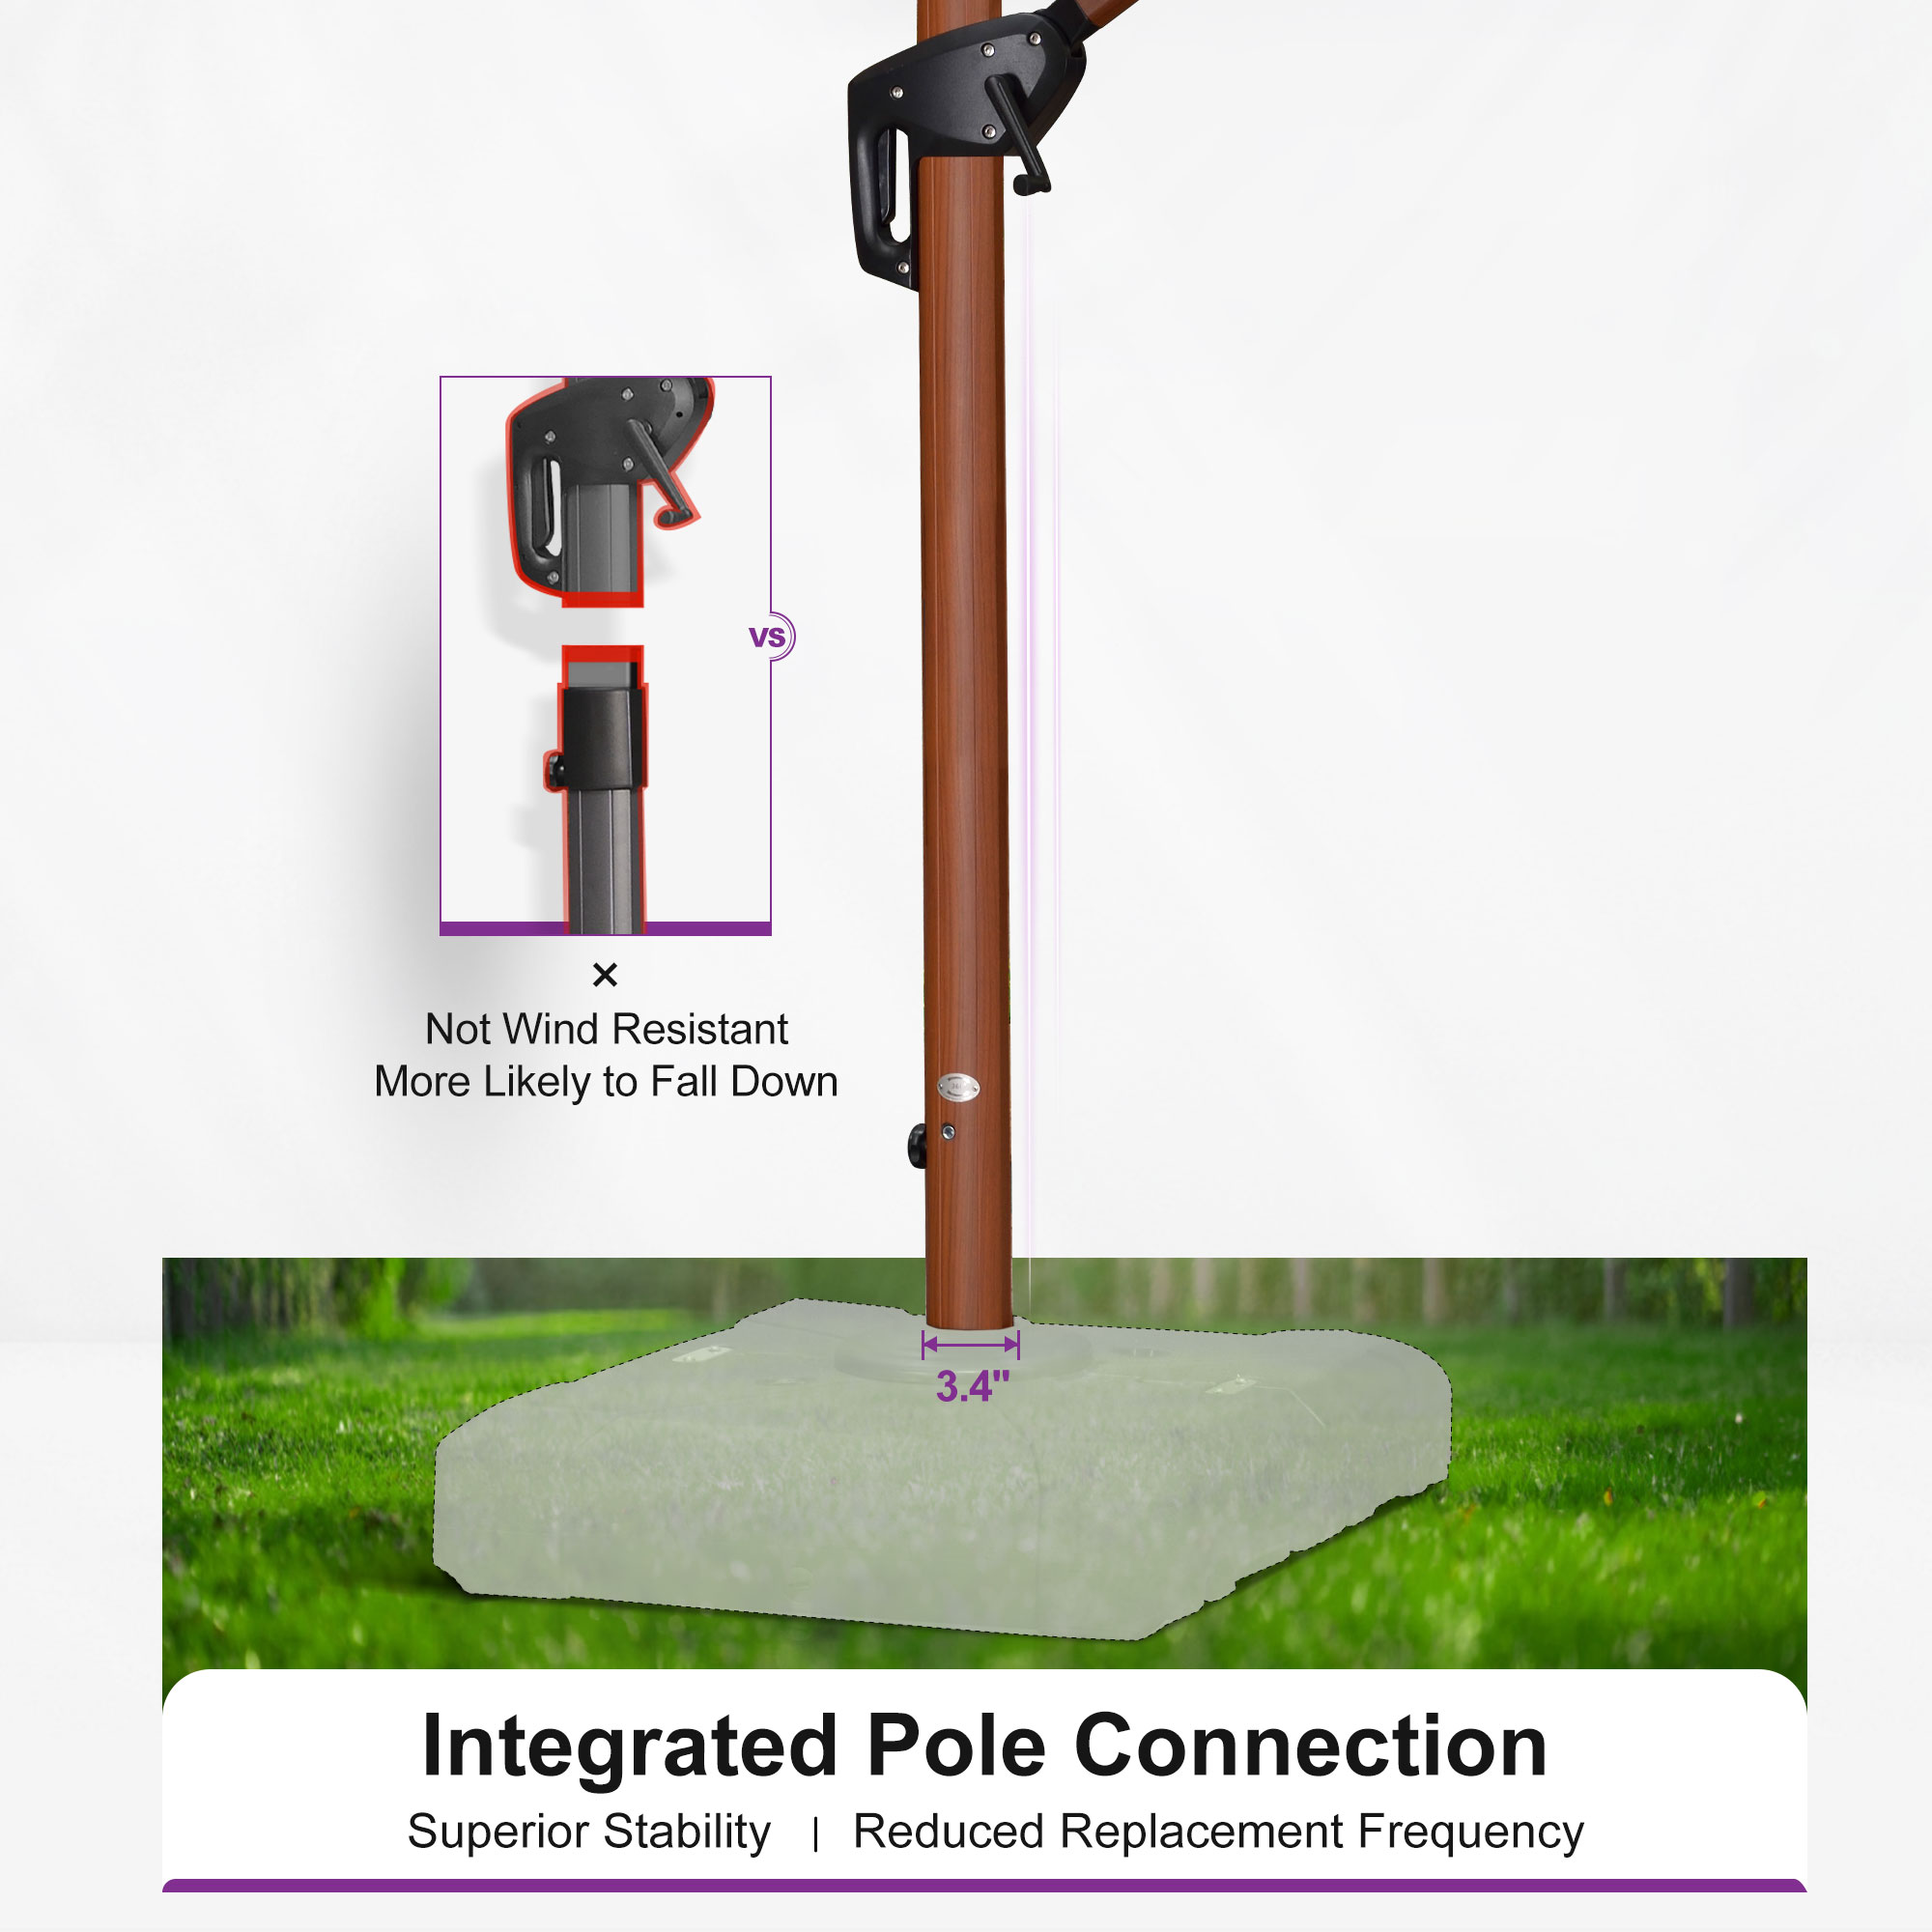 vs
×
Not Wind Resistant
More Likely to Fall Down
3.4"
Integrated Pole Connection
Superior Stability | Reduced Replacement Frequency